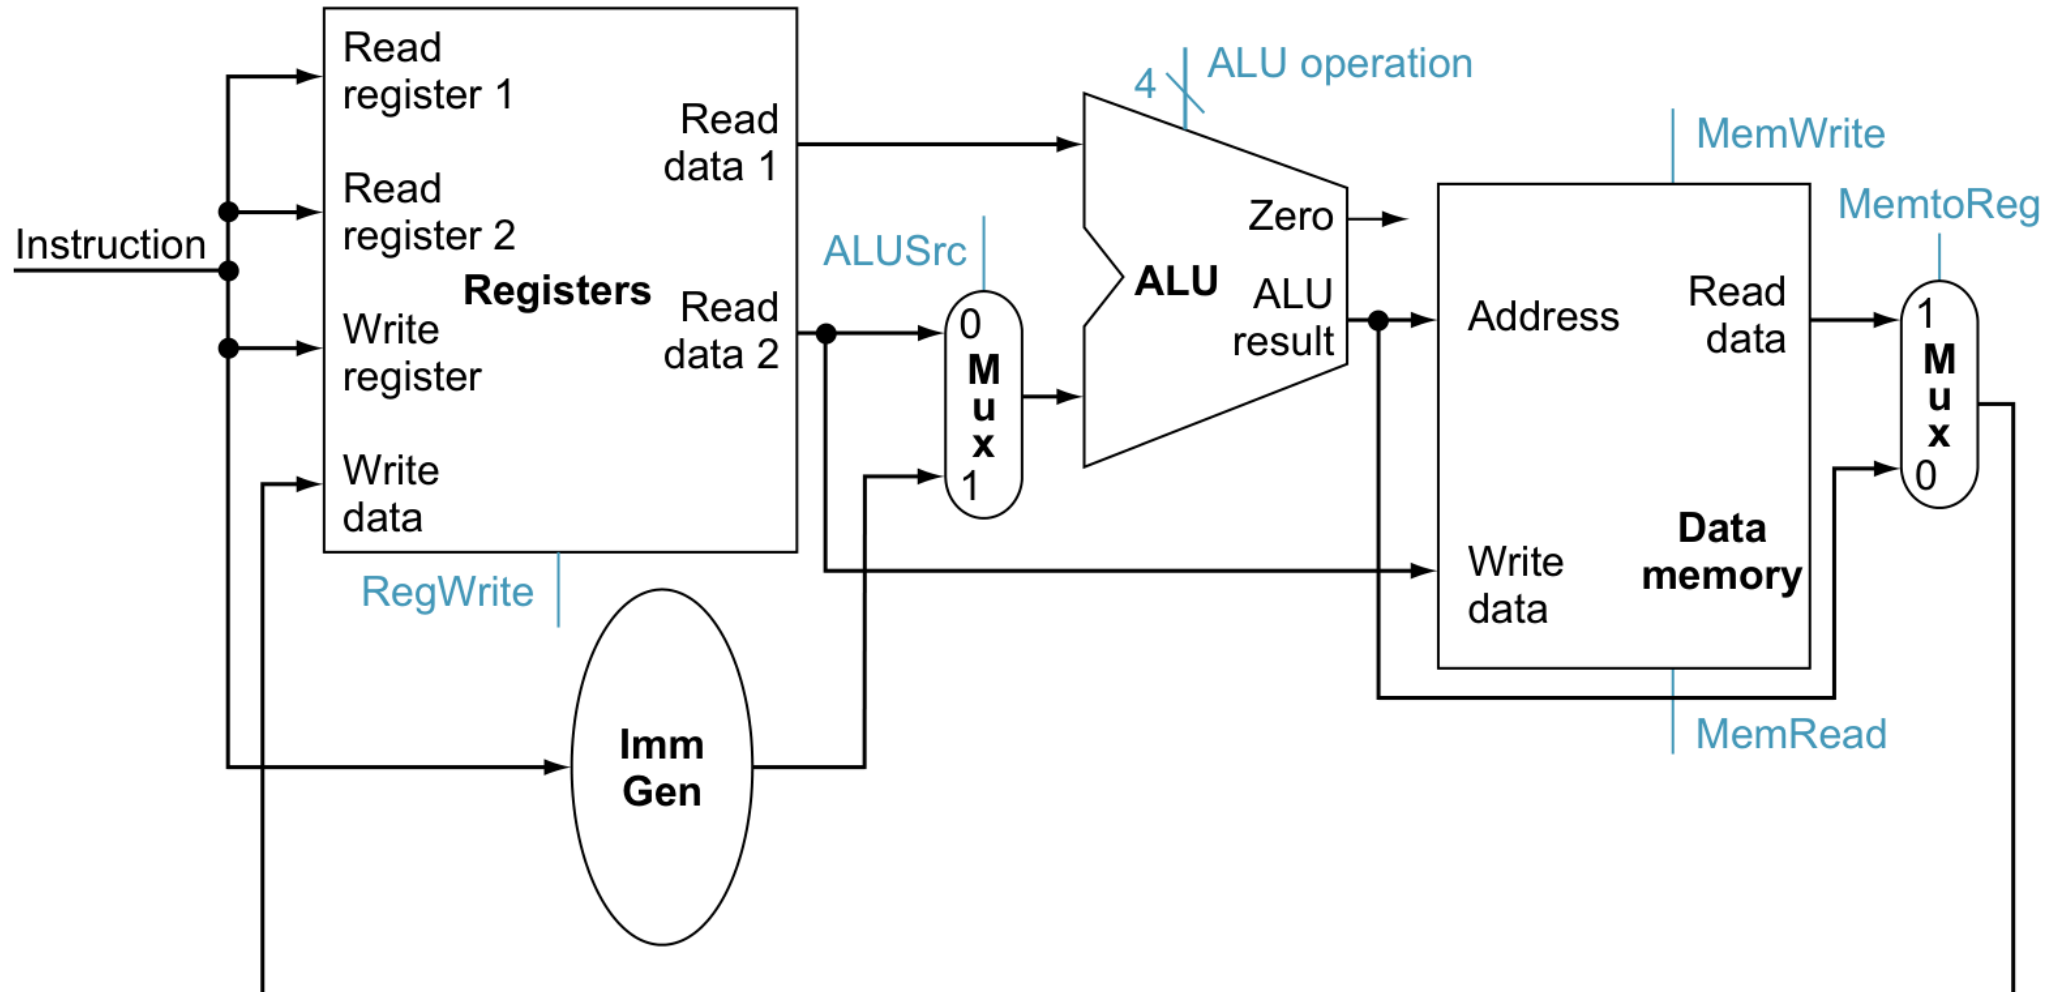 Instruction
Read
register 1
Read
register 2
Write
register
Write
data
Registers
Read
data 1
Read
data 2
RegWrite
Imm
Gen
ALUSrc
0
M
u
x
1
4
ALU operation
ALU
Zero
ALU
result
MemWrite
Address
Write
data
Read
data
Data
memory
MemRead
MemtoReg
1
M
u
x
0